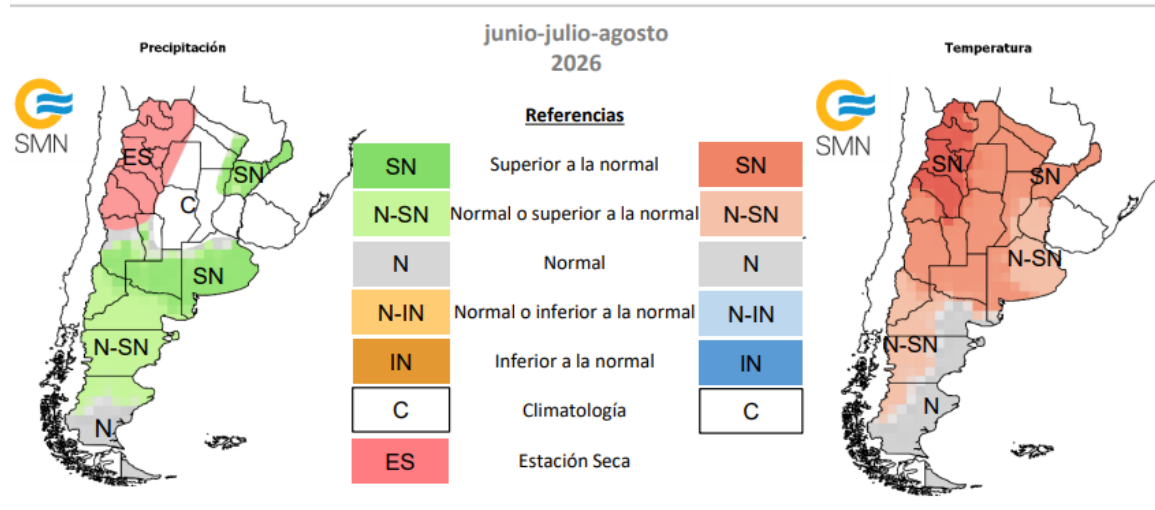 junio-julio-agosto
2026
Precipitación
Temperatura
SMN
SMN
Referencias
SN Superior a la normal SN
N-SN Normal o superior a la normal N-SN
N Normal N
N-IN Normal o inferior a la normal N-IN
IN Inferior a la normal IN
C Climatología C
ES Estación Seca
ES
SN
C
SN
N-SN
N
SN
SN
N-SN
N-SN
N